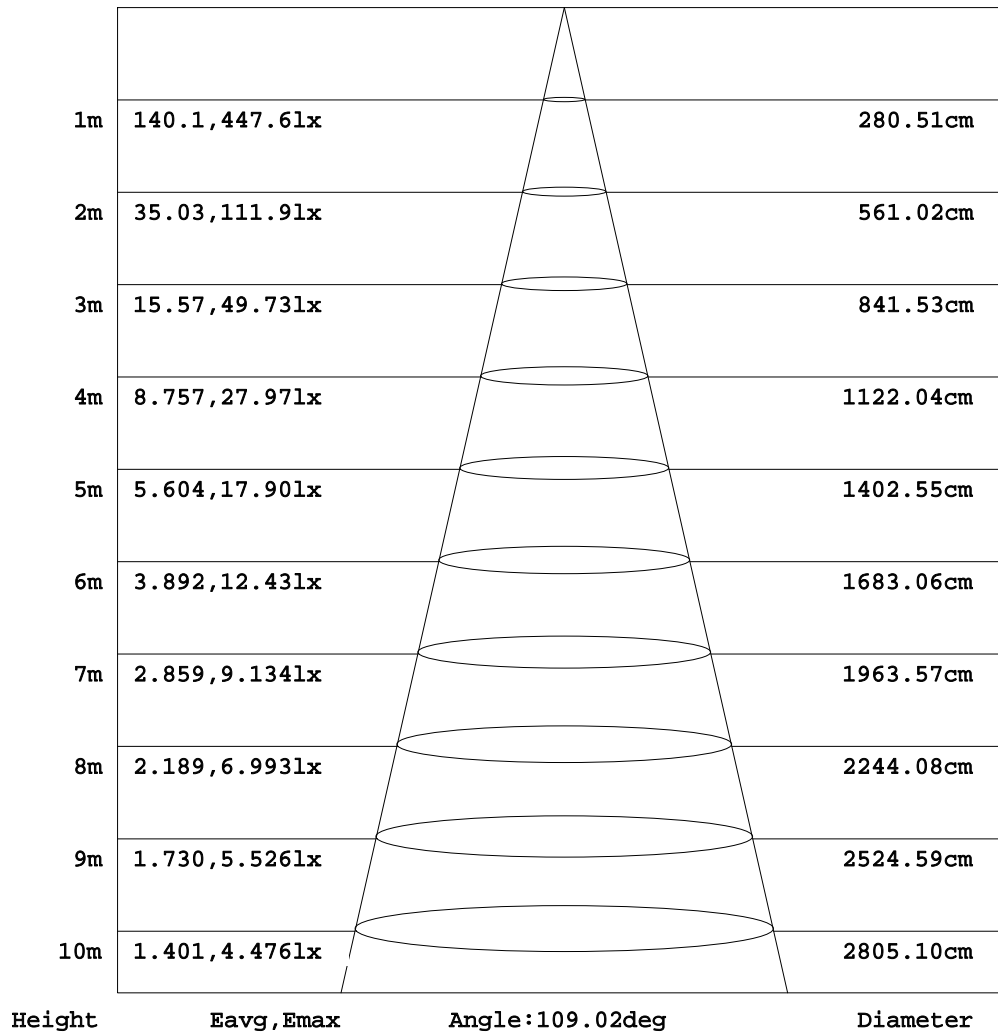 1m 140.1,447.6lx 280.51cm
2m 35.03,111.9lx 561.02cm
3m 15.57,49.73lx 841.53cm
4m 8.757,27.97lx 1122.04cm
5m 5.604,17.90lx 1402.55cm
6m 3.892,12.43lx 1683.06cm
7m 2.859,9.134lx 1963.57cm
8m 2.189,6.993lx 2244.08cm
9m 1.730,5.526lx 2524.59cm
10m 1.401,4.476lx 2805.10cm
Height Eavg,Emax Angle:109.02deg Diameter